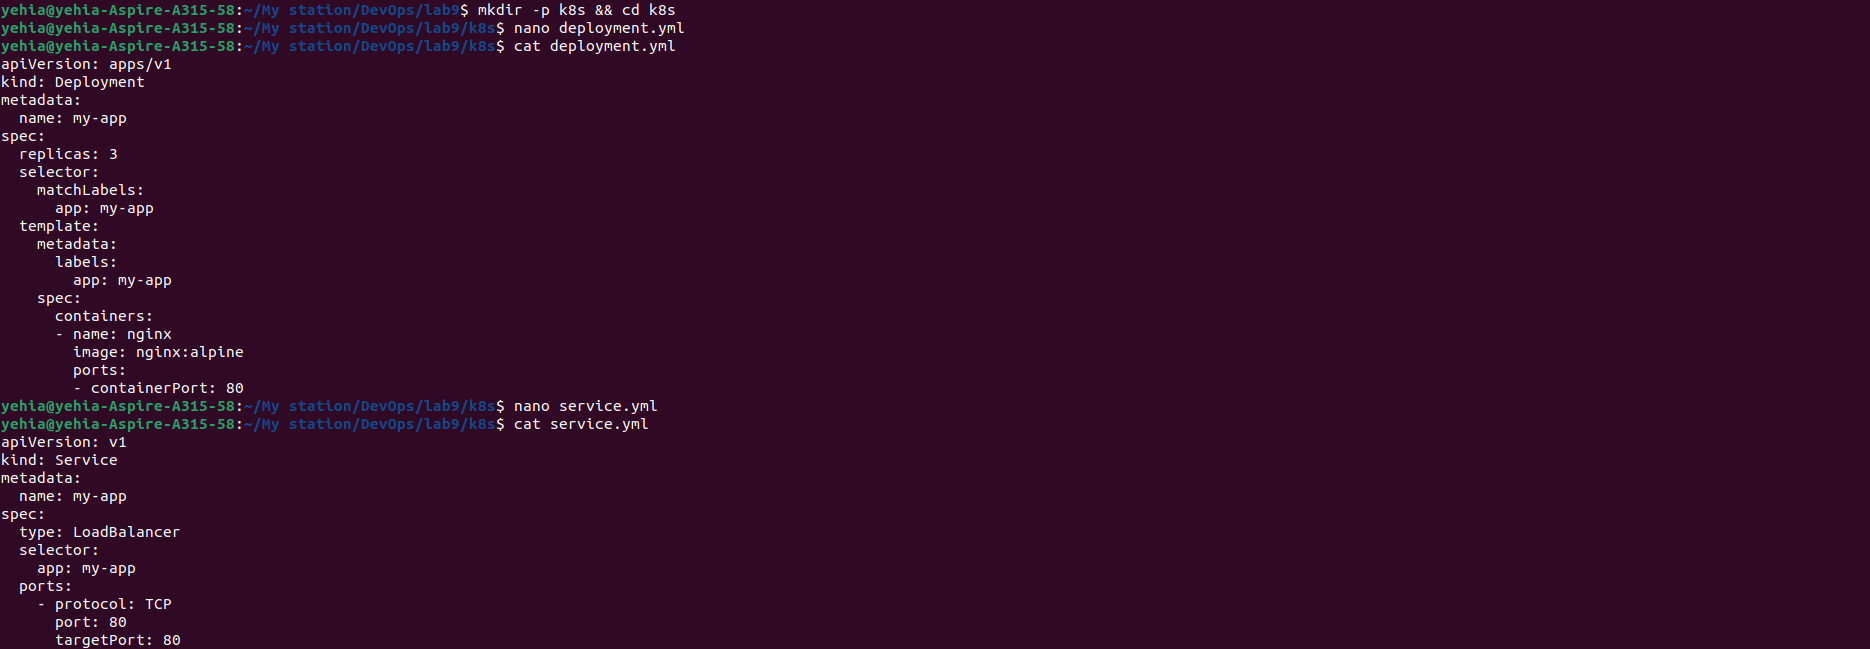 yehia@yehia-Aspire-A315-58:~/My station/DevOps/lab9$ mkdir -p k8s && cd k8s
yehia@yehia-Aspire-A315-58:~/My station/DevOps/lab9/k8s$ nano deployment.yml
yehia@yehia-Aspire-A315-58:~/My station/DevOps/lab9/k8s$ cat deployment.yml
apiVersion: apps/v1
kind: Deployment
metadata:
  name: my-app
spec:
  replicas: 3
  selector:
    matchLabels:
      app: my-app
  template:
    metadata:
      labels:
        app: my-app
    spec:
      containers:
      - name: nginx
        image: nginx:alpine
        ports:
        - containerPort: 80
yehia@yehia-Aspire-A315-58:~/My station/DevOps/lab9/k8s$ nano service.yml
yehia@yehia-Aspire-A315-58:~/My station/DevOps/lab9/k8s$ cat service.yml
apiVersion: v1
kind: Service
metadata:
  name: my-app
spec:
  type: LoadBalancer
  selector:
    app: my-app
  ports:
    - protocol: TCP
      port: 80
      targetPort: 80